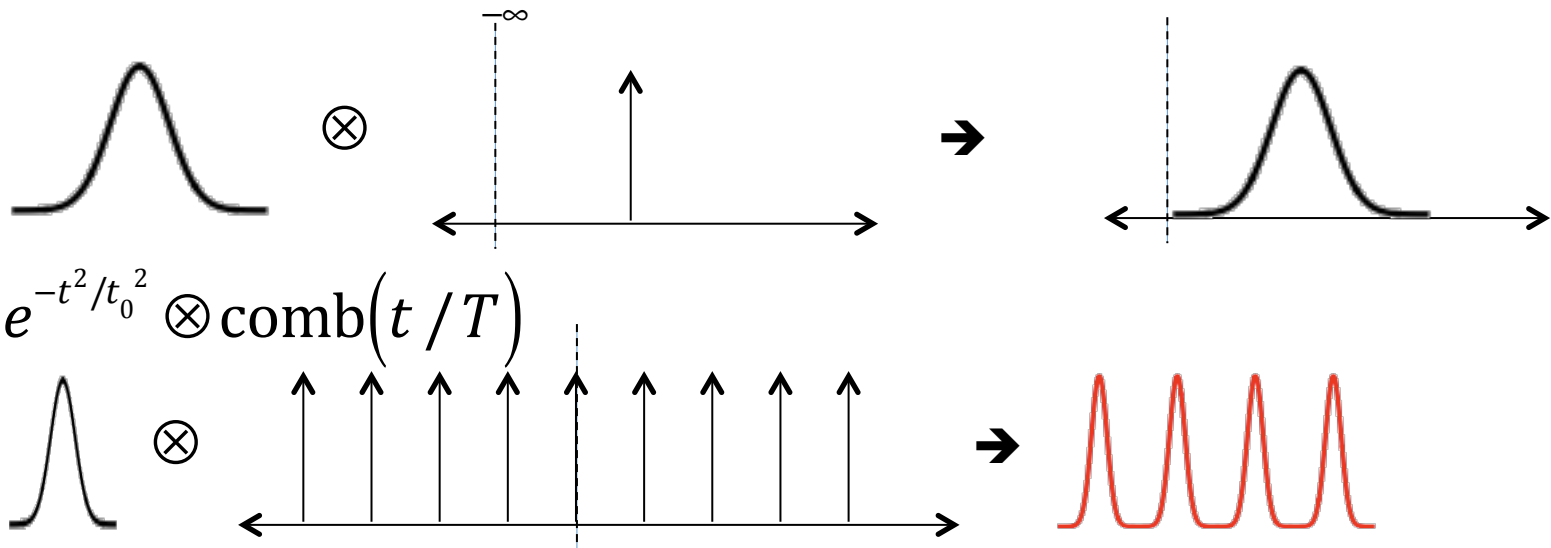 −∞
⊗ ➔
e^{−t²/t₀²} ⊗ comb(t / T)
⊗ ➔